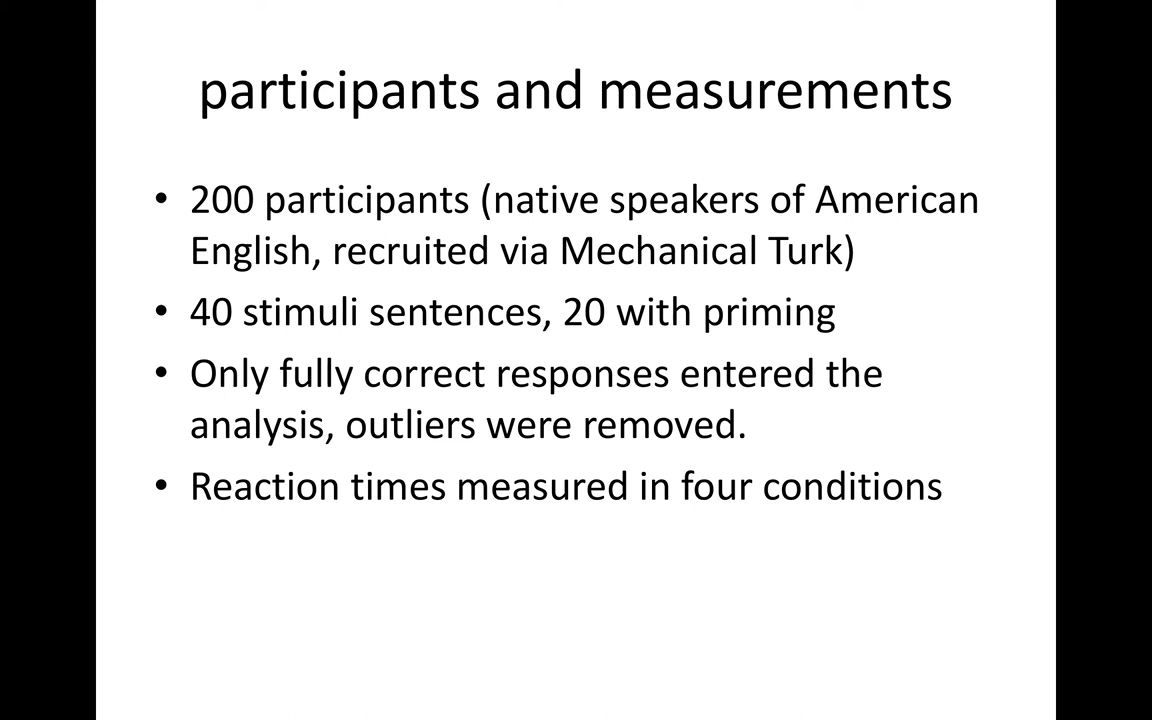 participants and measurements
• 200 participants (native speakers of American
English, recruited via Mechanical Turk)
• 40 stimuli sentences, 20 with priming
• Only fully correct responses entered the
analysis, outliers were removed.
• Reaction times measured in four conditions